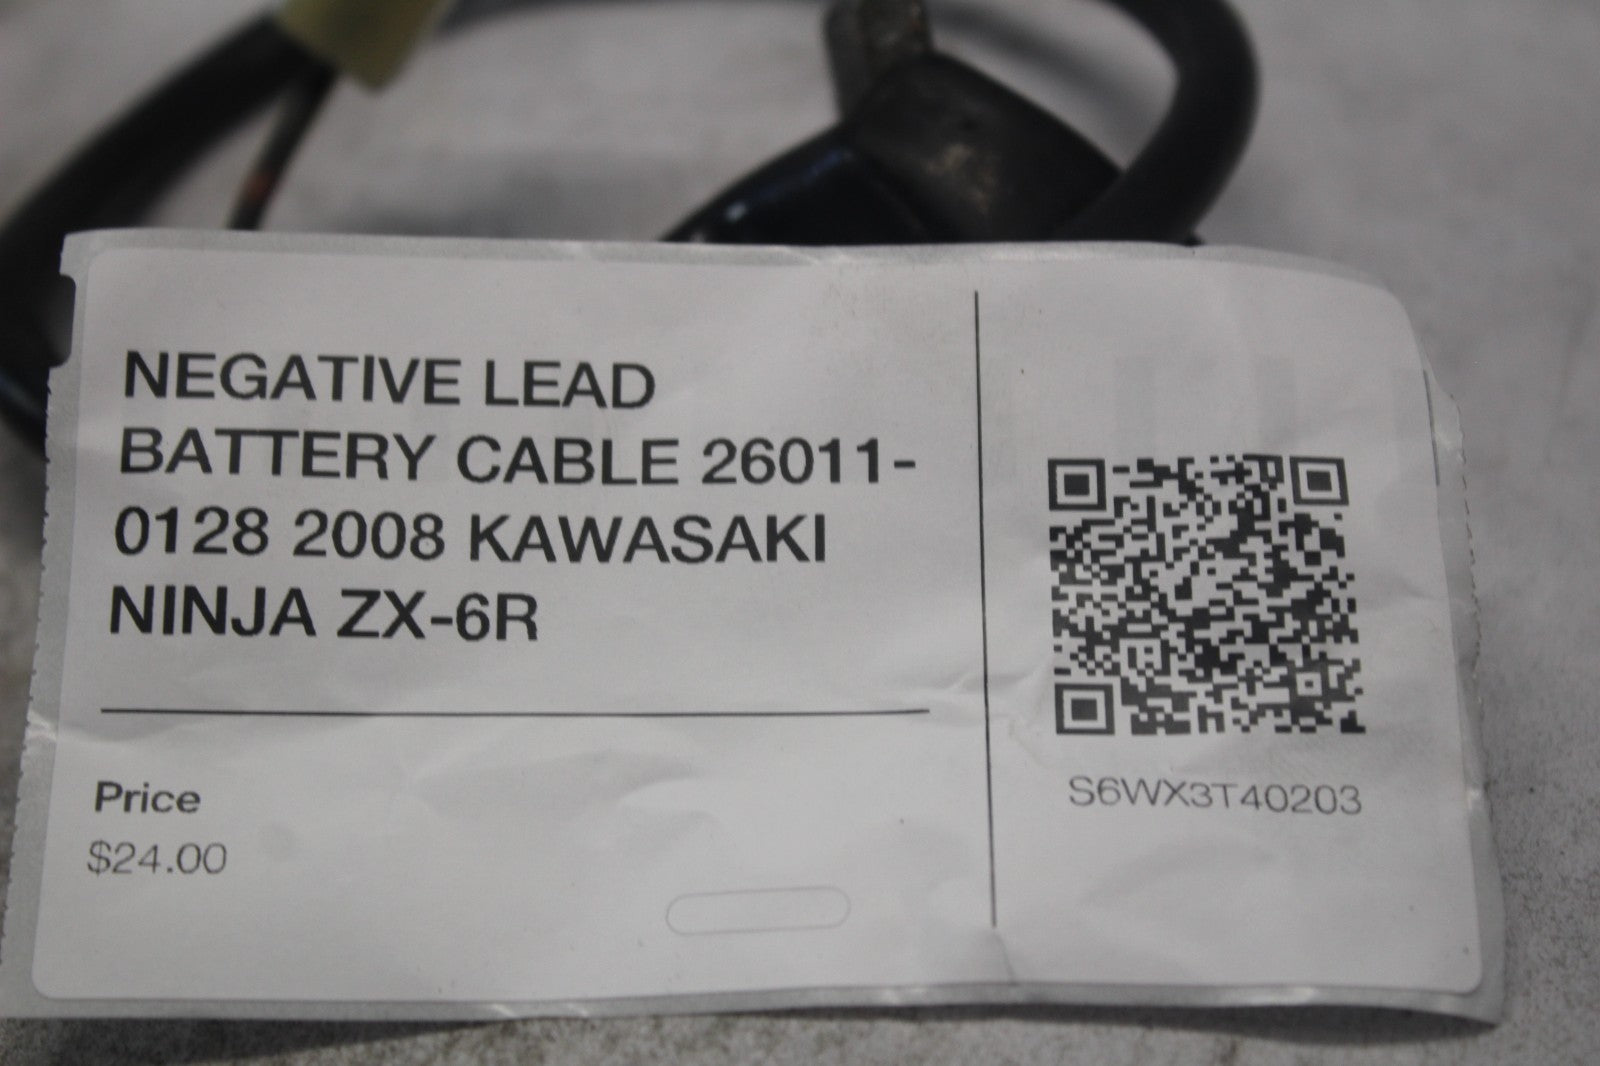 NEGATIVE LEAD
BATTERY CABLE 26011-
0128 2008 KAWASAKI
NINJA ZX-6R
Price
$24.00
S6WX3T40203